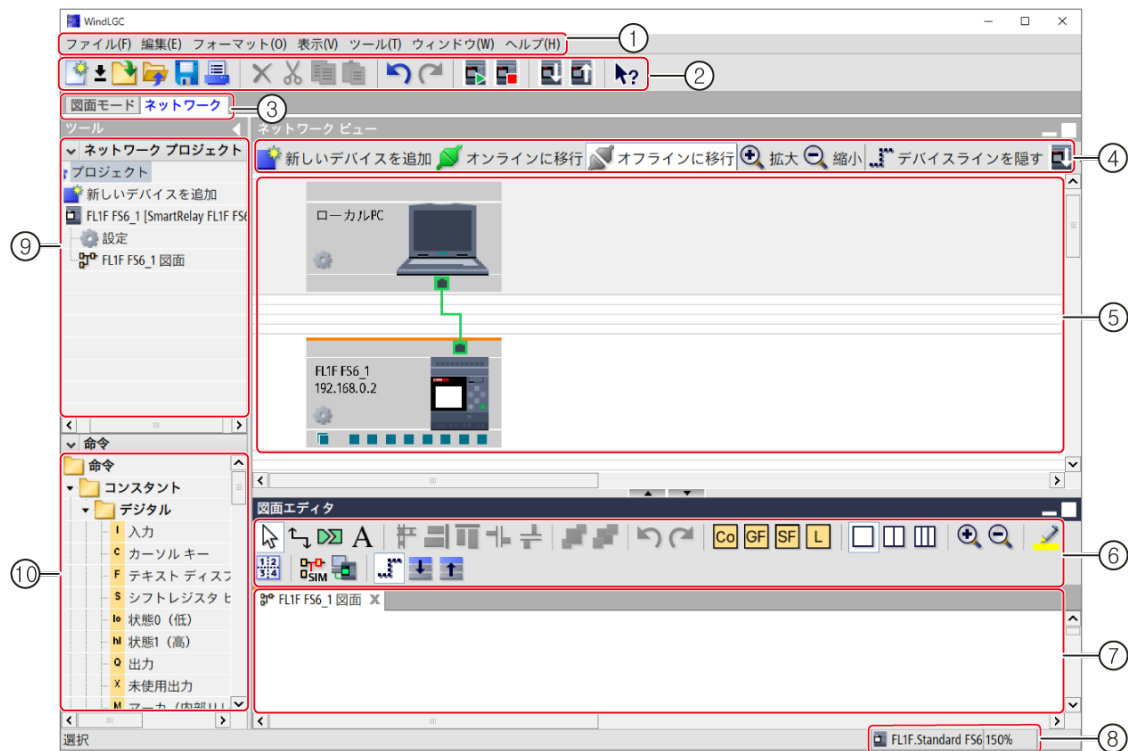 WindLGC
ファイル(F) 編集(E) フォーマット(O) 表示(V) ツール(T) ウィンドウ(W) ヘルプ(H)
①
②
図面モード ネットワーク
③
ツール
ネットワーク ビュー
ネットワーク プロジェクト
プロジェクト
新しいデバイスを追加
FL1F FS6_1 [SmartRelay FL1F FS6
設定
FL1F FS6_1 図面
⑨
新しいデバイスを追加 オンラインに移行 オフラインに移行 拡大 縮小 デバイスラインを隠す
④
ローカルPC
⑤
FL1F FS6_1
192.168.0.2
命令
命令
コンスタント
デジタル
I 入力
C カーソル キー
F テキスト ディスプ
S シフトレジスタ ビ
lo 状態0（低）
hI 状態1（高）
Q 出力
X 未使用出力
M マーカ（内部リレ
⑩
図面エディタ
A Co GF SF L
1 2
3 4
SIM
⑥
FL1F FS6_1 図面
⑦
選択
FL1F.Standard FS6 150%
⑧